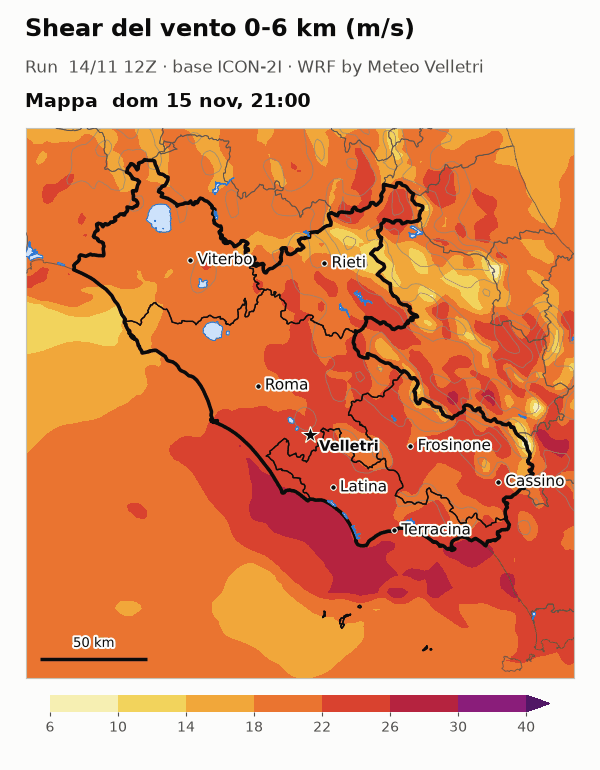 Shear del vento 0-6 km (m/s)
Run  14/11 12Z · base ICON-2I · WRF by Meteo Velletri
Mappa  dom 15 nov, 21:00
Viterbo
Rieti
Roma
Velletri
Frosinone
Latina
Cassino
Terracina
50 km
6 10 14 18 22 26 30 40